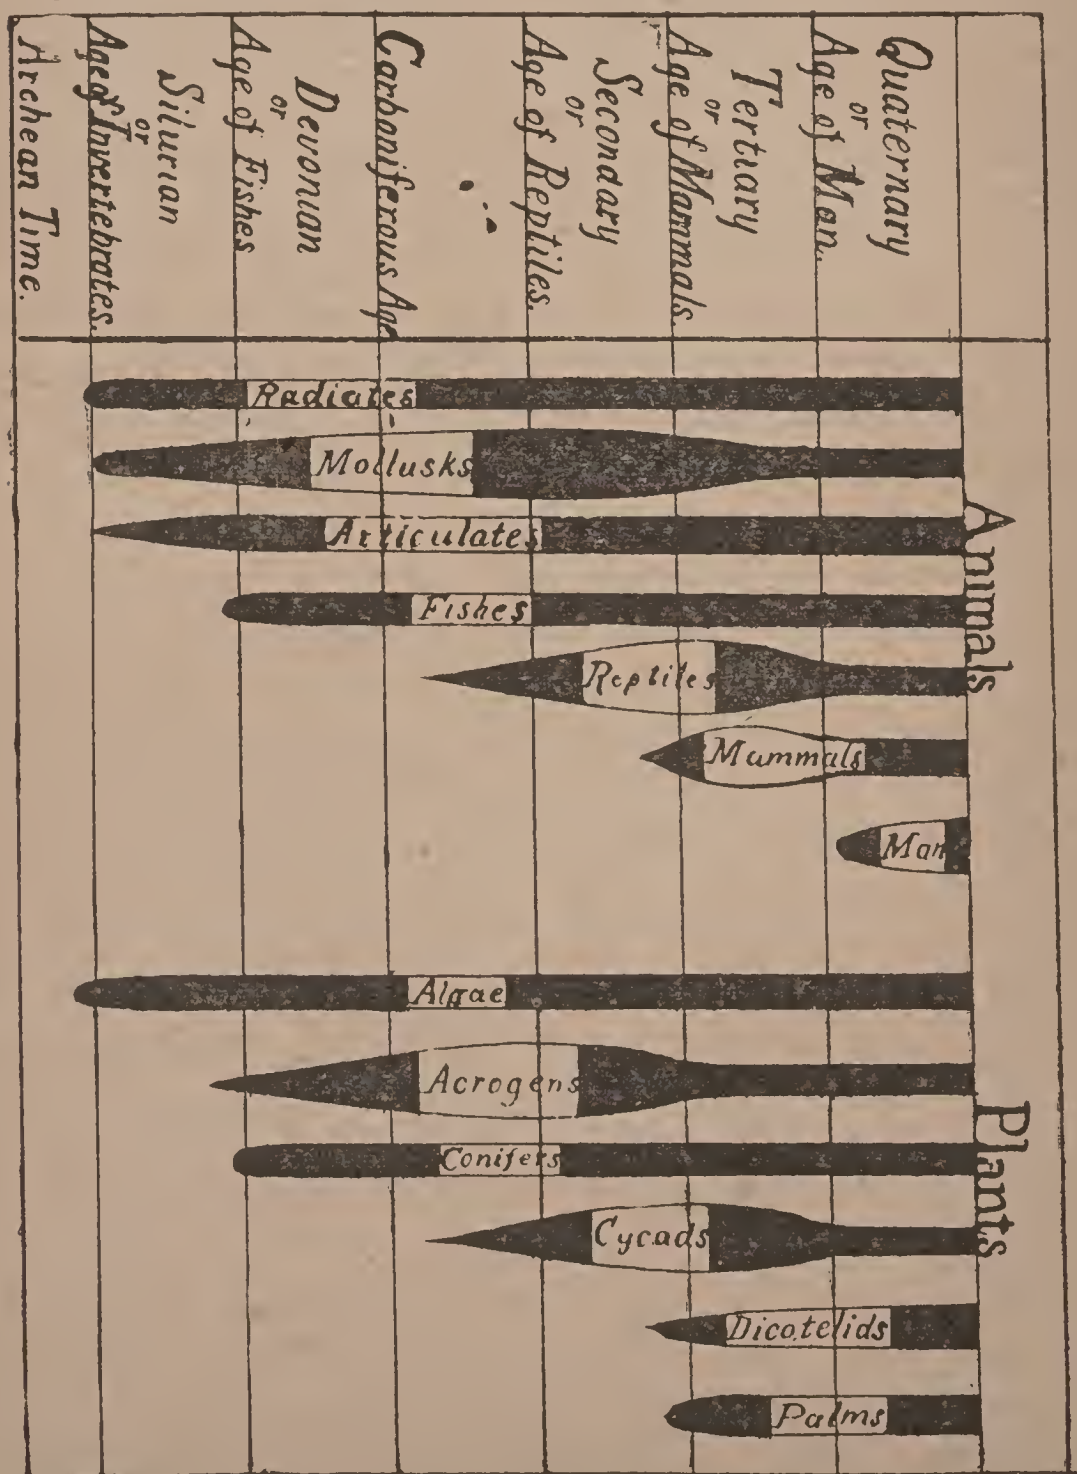 Quaternary
or
Age of Man.
Tertiary
or
Age of Mammals.
Secondary
or
Age of Reptiles.
Carboniferous Age
Devonian
or
Age of Fishes
Silurian
or
Age of Invertebrates.
Archean Time.
Animals
Radiates
Mollusks
Articulates
Fishes
Reptiles
Mammals
Man
Plants
Algae
Acrogens
Conifers
Cycads
Dicotelids
Palms